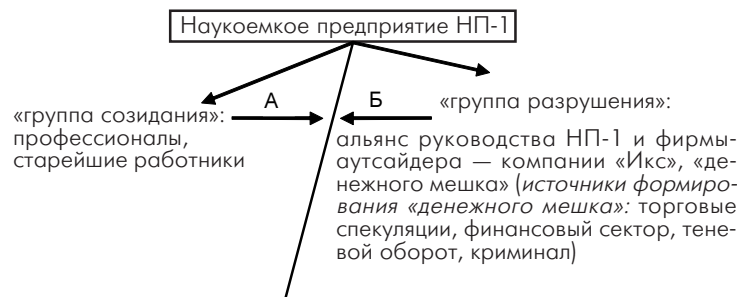 Наукоемкое предприятие НП-1
«группа созидания»:
профессионалы,
старейшие работники
А
Б
«группа разрушения»:
альянс руководства НП-1 и фирмы-
аутсайдера — компании «Икс», «де-
нежного мешка» (источники формиро-
вания «денежного мешка»: торговые
спекуляции, финансовый сектор, тене-
вой оборот, криминал)